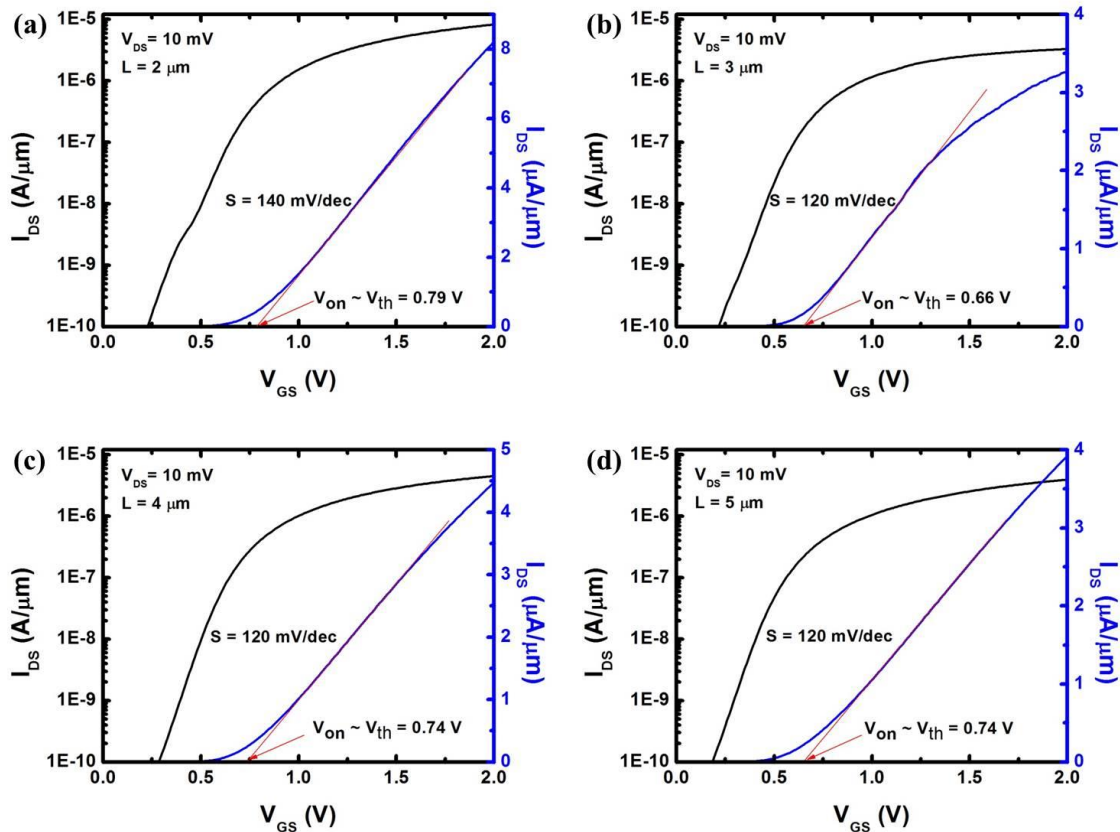 (a)
V_DS= 10 mV
L = 2 μm
S = 140 mV/dec
V_on ~ V_th = 0.79 V
1E-5
1E-6
1E-7
1E-8
1E-9
1E-10
I_DS (A/μm)
8
6
4
2
0
I_DS (μA/μm)
0.0 0.5 1.0 1.5 2.0
V_GS (V)
(b)
V_DS= 10 mV
L = 3 μm
S = 120 mV/dec
V_on ~ V_th = 0.66 V
1E-5
1E-6
1E-7
1E-8
1E-9
1E-10
I_DS (A/μm)
4
3
2
1
0
I_DS (μA/μm)
0.0 0.5 1.0 1.5 2.0
V_GS (V)
(c)
V_DS= 10 mV
L = 4 μm
S = 120 mV/dec
V_on ~ V_th = 0.74 V
1E-5
1E-6
1E-7
1E-8
1E-9
1E-10
I_DS (A/μm)
5
4
3
2
1
0
I_DS (μA/μm)
0.0 0.5 1.0 1.5 2.0
V_GS (V)
(d)
V_DS= 10 mV
L = 5 μm
S = 120 mV/dec
V_on ~ V_th = 0.74 V
1E-5
1E-6
1E-7
1E-8
1E-9
1E-10
I_DS (A/μm)
4
3
2
1
0
I_DS (μA/μm)
0.0 0.5 1.0 1.5 2.0
V_GS (V)